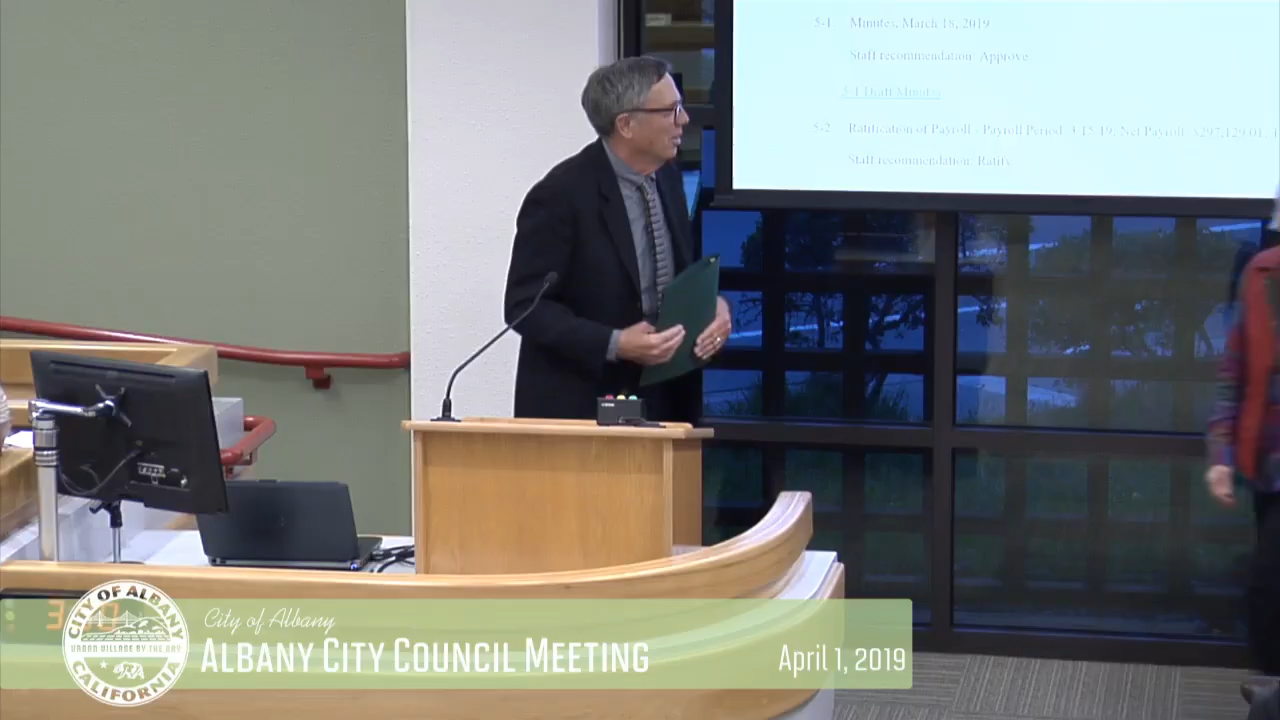 5-1 Minutes, March 18, 2019
Staff recommendation: Approve
5-1 Draft Minutes
5-2 Ratification of Payroll - Payroll Period: 3.15.19, Net Payroll: $297,129.01,
Staff recommendation: Ratify
CITY OF ALBANY
URBAN VILLAGE BY THE BAY
CALIFORNIA
City of Albany
ALBANY CITY COUNCIL MEETING
April 1, 2019